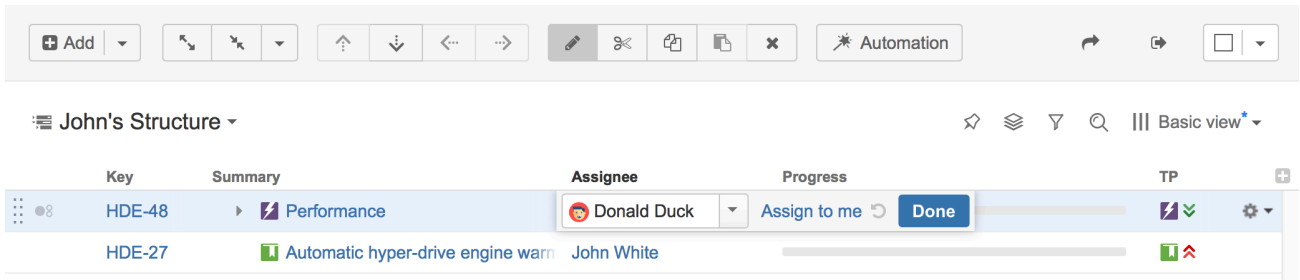 Add Automation
John's Structure Basic view*
Key Summary Assignee Progress TP
HDE-48 Performance Donald Duck Assign to me Done
HDE-27 Automatic hyper-drive engine warm John White